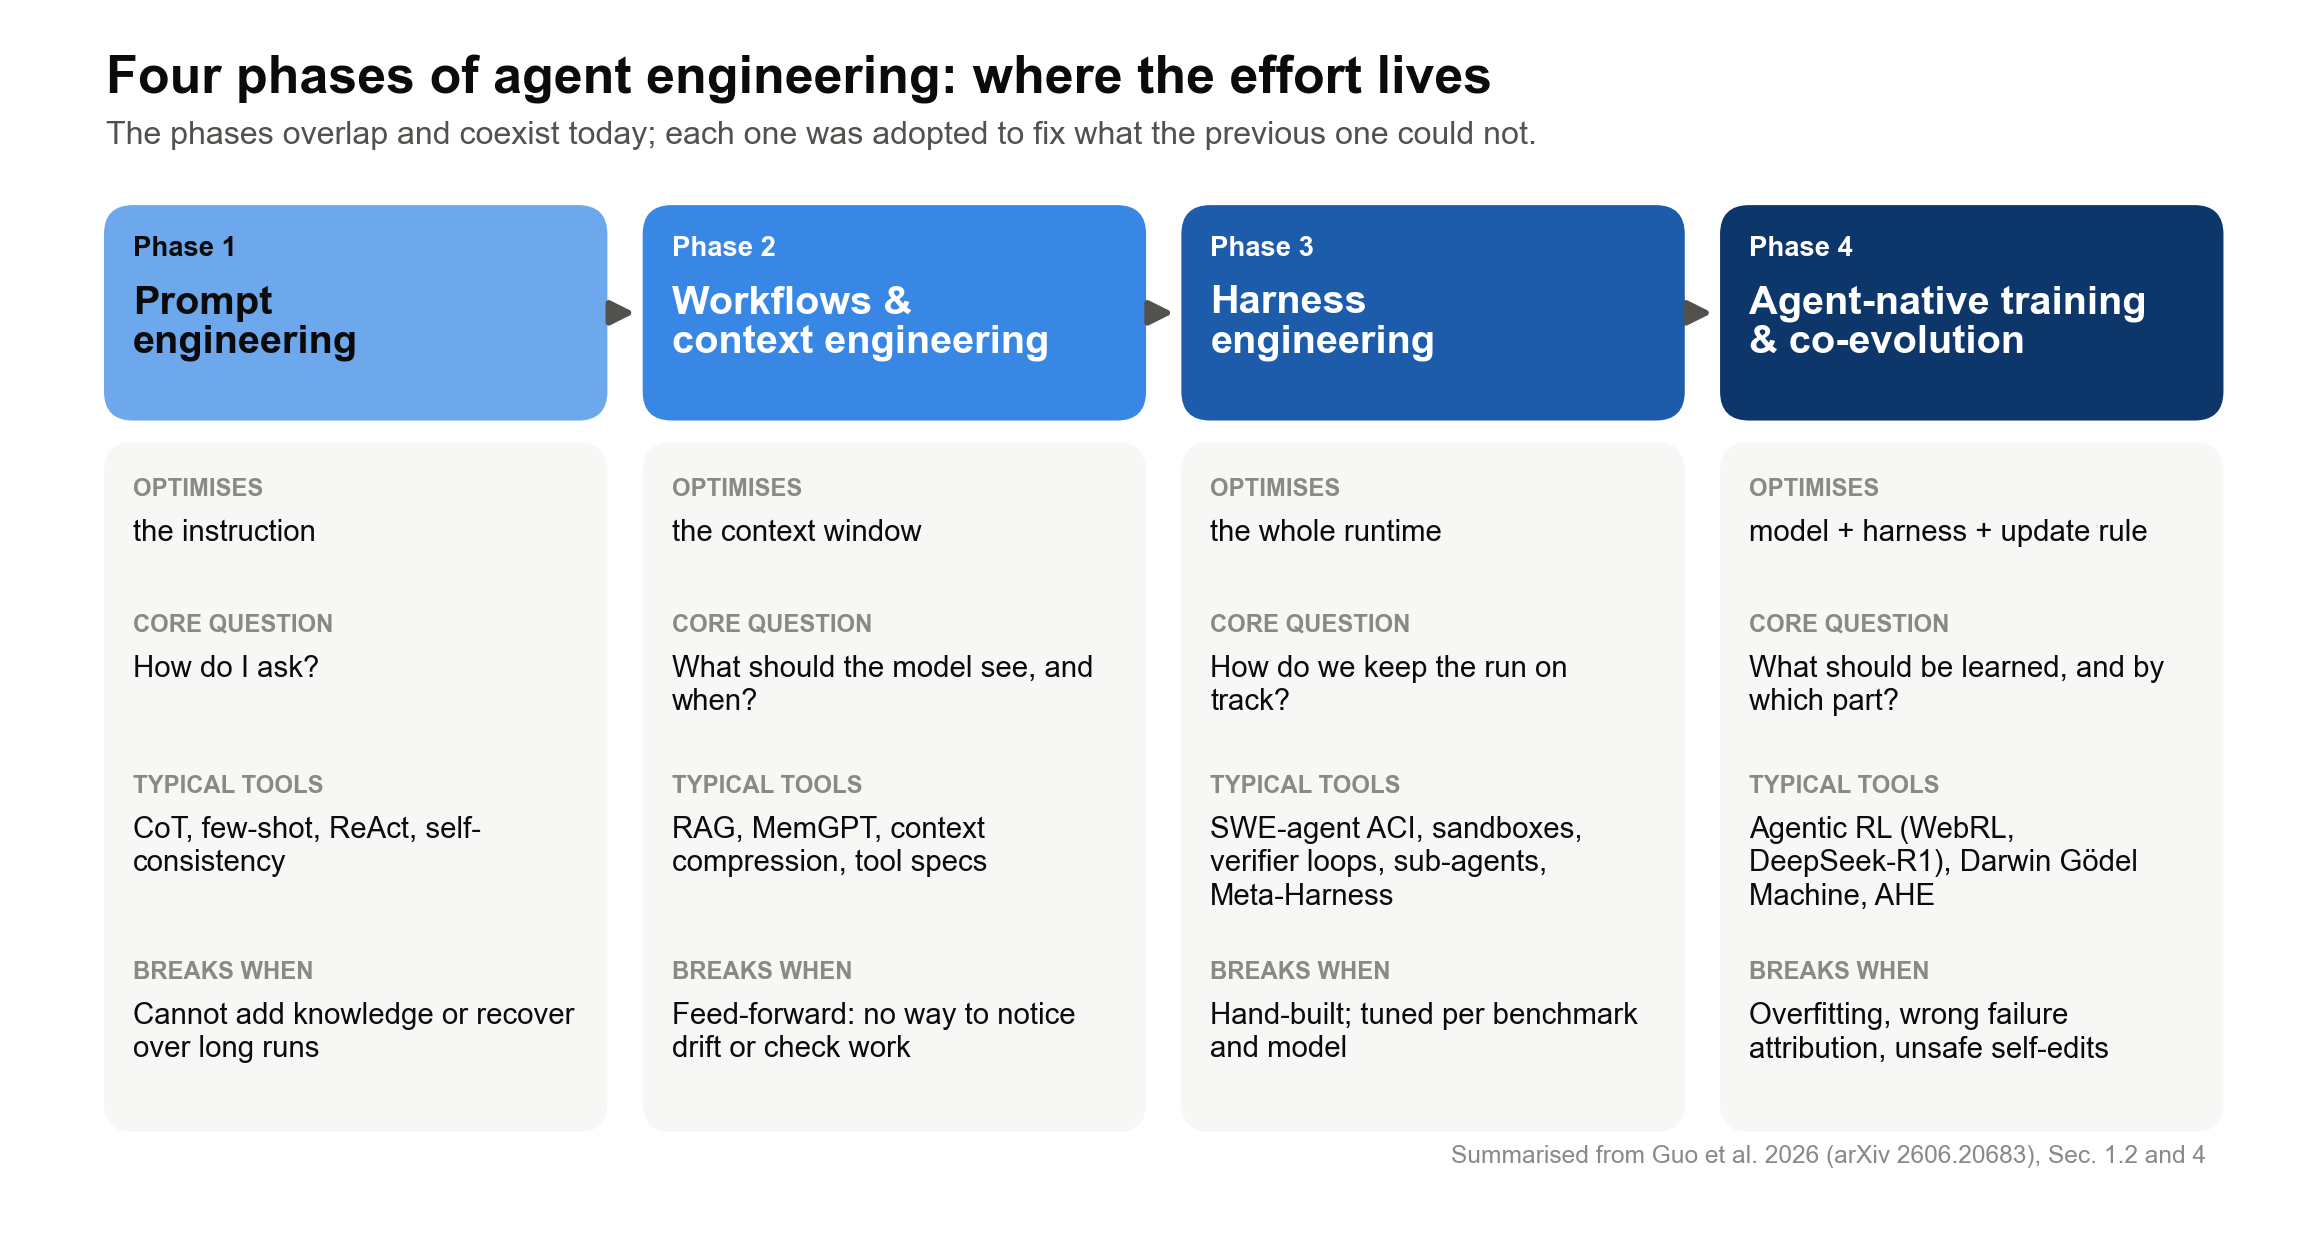 Four phases of agent engineering: where the effort lives
The phases overlap and coexist today; each one was adopted to fix what the previous one could not.
Phase 1
Prompt
engineering
OPTIMISES
the instruction
CORE QUESTION
How do I ask?
TYPICAL TOOLS
CoT, few-shot, ReAct, self-
consistency
BREAKS WHEN
Cannot add knowledge or recover
over long runs
Phase 2
Workflows &
context engineering
OPTIMISES
the context window
CORE QUESTION
What should the model see, and
when?
TYPICAL TOOLS
RAG, MemGPT, context
compression, tool specs
BREAKS WHEN
Feed-forward: no way to notice
drift or check work
Phase 3
Harness
engineering
OPTIMISES
the whole runtime
CORE QUESTION
How do we keep the run on
track?
TYPICAL TOOLS
SWE-agent ACI, sandboxes,
verifier loops, sub-agents,
Meta-Harness
BREAKS WHEN
Hand-built; tuned per benchmark
and model
Phase 4
Agent-native training
& co-evolution
OPTIMISES
model + harness + update rule
CORE QUESTION
What should be learned, and by
which part?
TYPICAL TOOLS
Agentic RL (WebRL,
DeepSeek-R1), Darwin Gödel
Machine, AHE
BREAKS WHEN
Overfitting, wrong failure
attribution, unsafe self-edits
Summarised from Guo et al. 2026 (arXiv 2606.20683), Sec. 1.2 and 4